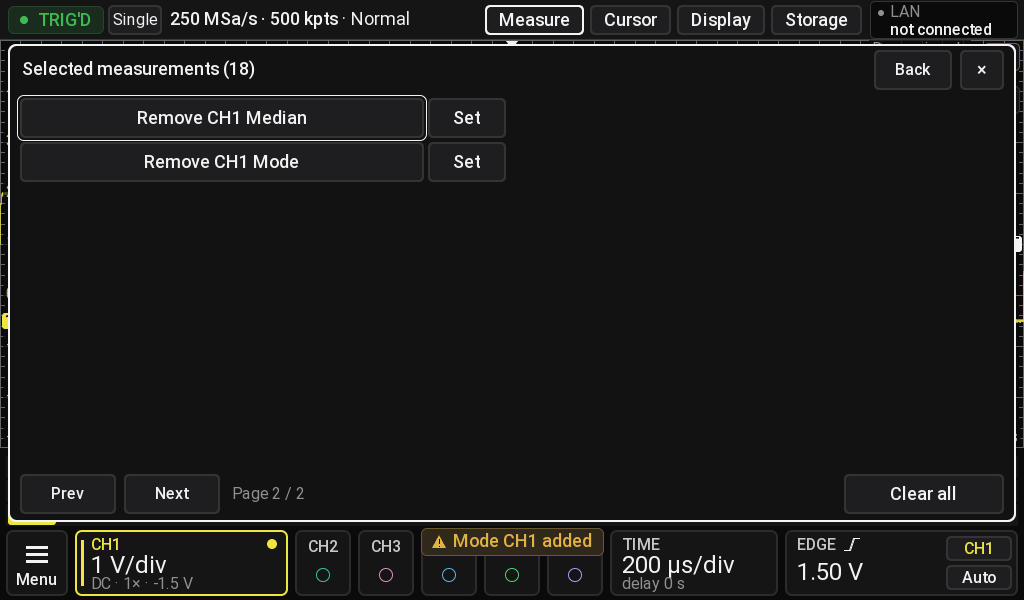 TRIG'D
Single
250 MSa/s · 500 kpts · Normal
Measure
Cursor
Display
Storage
LAN
not connected
Selected measurements (18)
Back
×
Remove CH1 Median
Set
Remove CH1 Mode
Set
Prev
Next
Page 2 / 2
Clear all
Menu
CH1
1 V/div
DC · 1× · -1.5 V
CH2
CH3
Mode CH1 added
TIME
200 µs/div
delay 0 s
EDGE
1.50 V
CH1
Auto